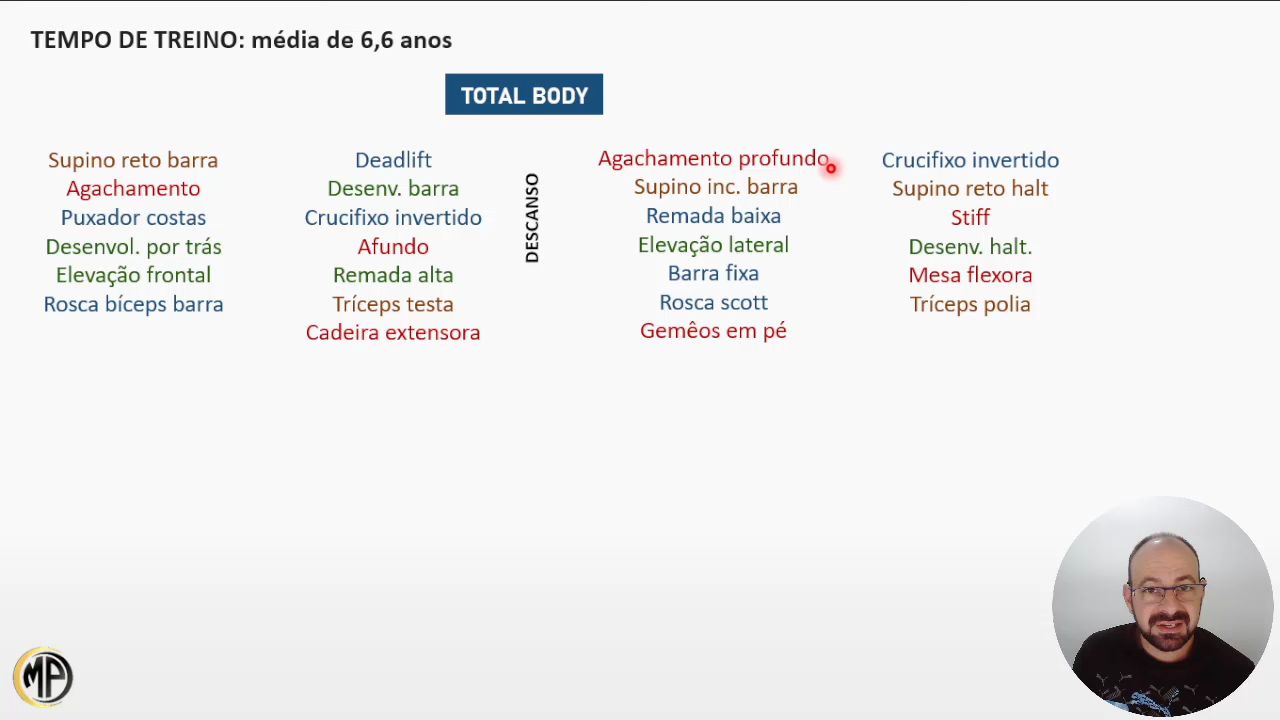 TEMPO DE TREINO: média de 6,6 anos
TOTAL BODY
Supino reto barra
Agachamento
Puxador costas
Desenvol. por trás
Elevação frontal
Rosca bíceps barra
Deadlift
Desenv. barra
Crucifixo invertido
Afundo
Remada alta
Tríceps testa
Cadeira extensora
DESCANSO
Agachamento profundo
Supino inc. barra
Remada baixa
Elevação lateral
Barra fixa
Rosca scott
Gemêos em pé
Crucifixo invertido
Supino reto halt
Stiff
Desenv. halt.
Mesa flexora
Tríceps polia
MP